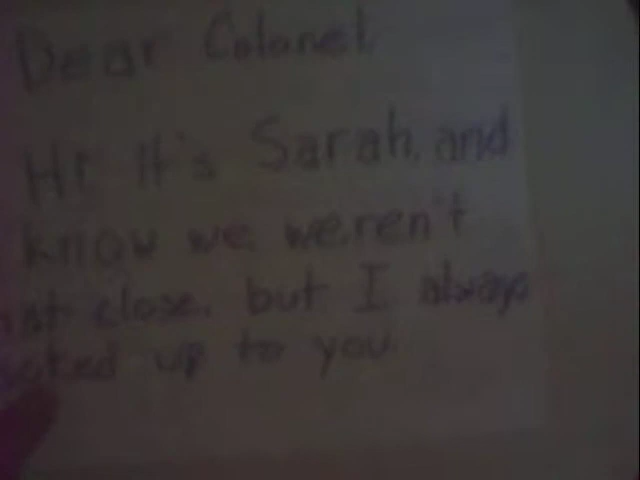 Dear Colonel
Hi, it's Sarah, and
know we weren't
close, but I always
up to you